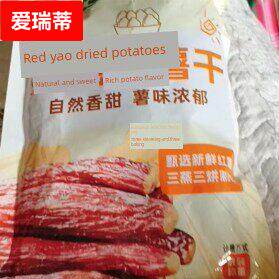 爱瑞蒂
Red yao dried potatoes
薯干
Natural and sweet Rich potato flavor
自然香甜 薯味浓郁
three steaming and three
baking
甄选新鲜红
三蒸三烘